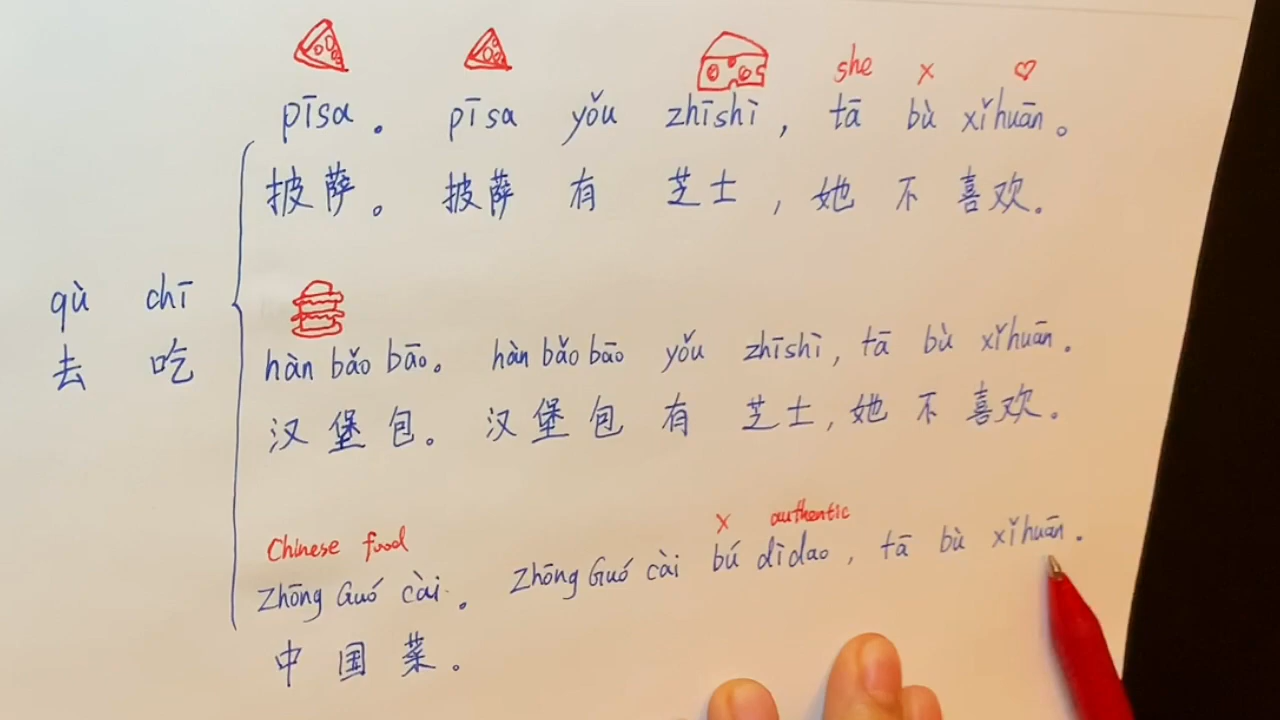 she x
pīsa。 pīsa yǒu zhīshì, tā bù xǐhuān。
披萨。披萨 有 芝士, 她 不 喜欢.
qù chī
去 吃
hàn bǎo bāo。 hàn bǎo bāo yǒu zhīshì, tā bù xǐhuān.
汉堡包。汉堡包 有 芝士, 她 不 喜欢.
Chinese food x authentic
Zhōng Guó cài。 Zhōng Guó cài bú dìdao, tā bù xǐhuān.
中国菜。